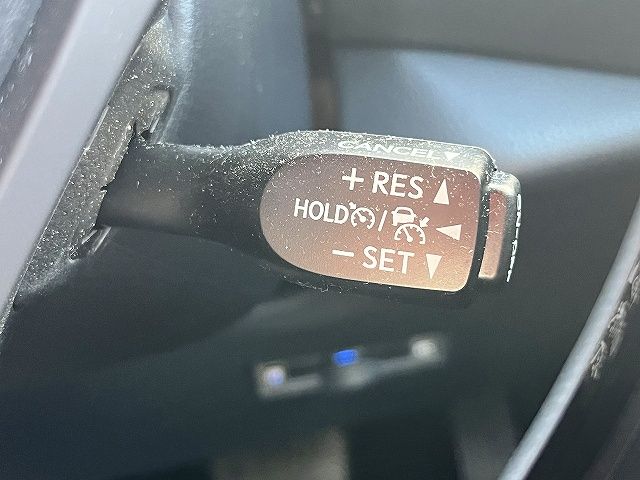 CANCEL
+ RES
HOLD /
- SET